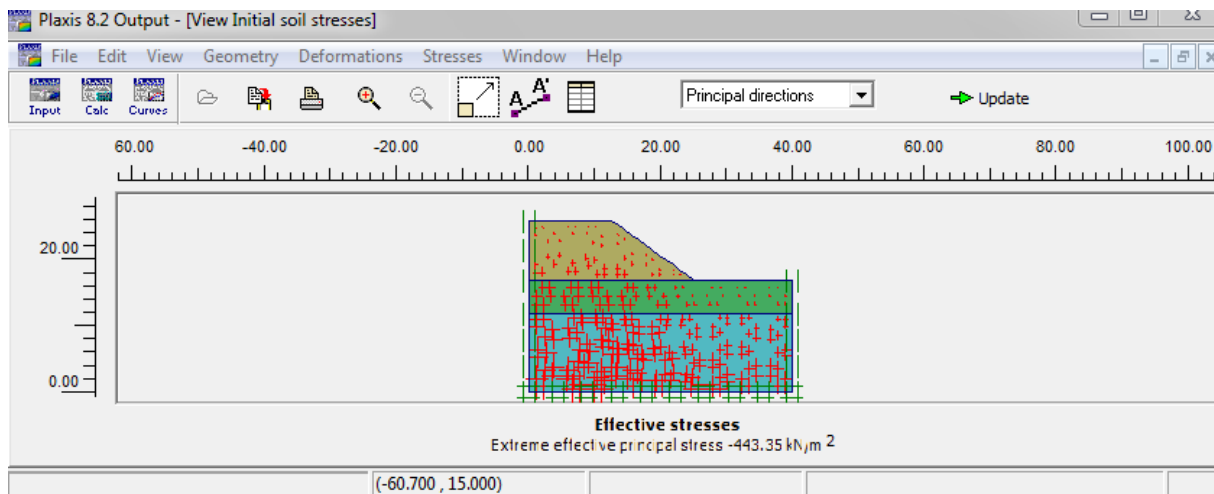 Plaxis 8.2 Output - [View Initial soil stresses]
File Edit View Geometry Deformations Stresses Window Help
Input Calc Curves
Principal directions
Update
60.00 -40.00 -20.00 0.00 20.00 40.00 60.00 80.00 100.00
20.00
0.00
Effective stresses
Extreme effective principal stress -443.35 kN/m 2
(-60.700 , 15.000)